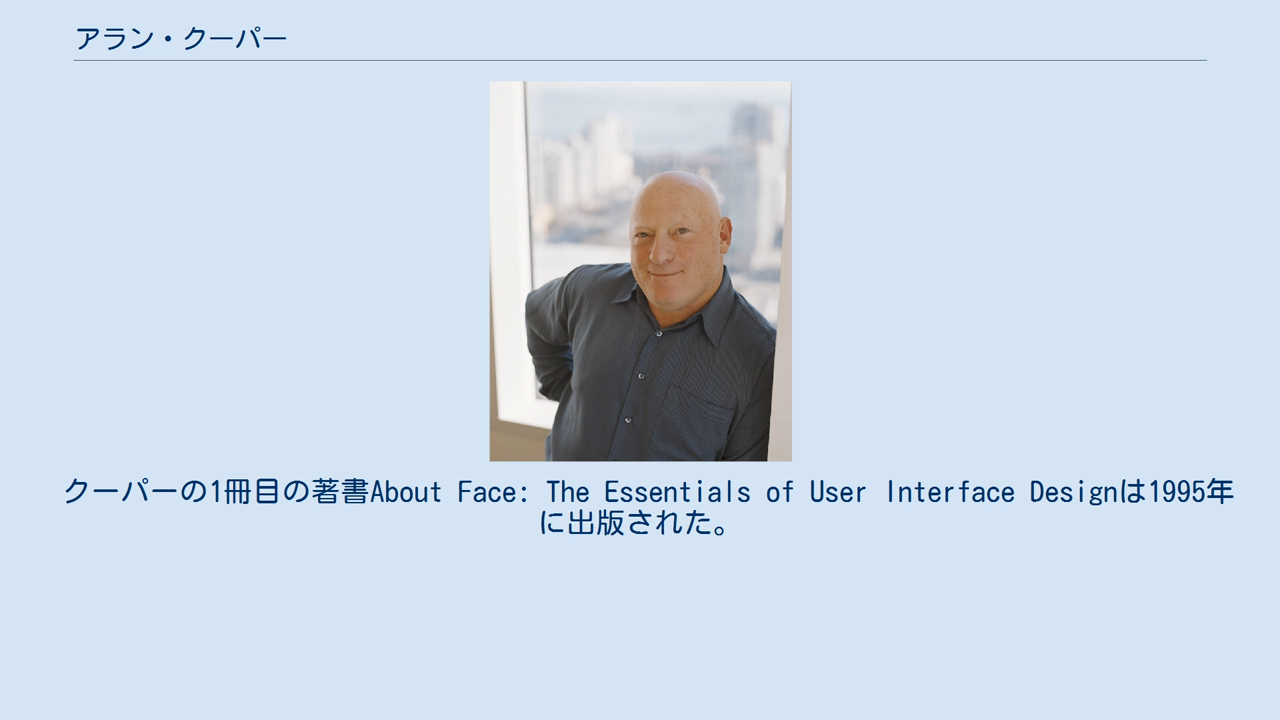 アラン・クーパー
クーパーの1冊目の著書About Face: The Essentials of User Interface Designは1995年
に出版された。